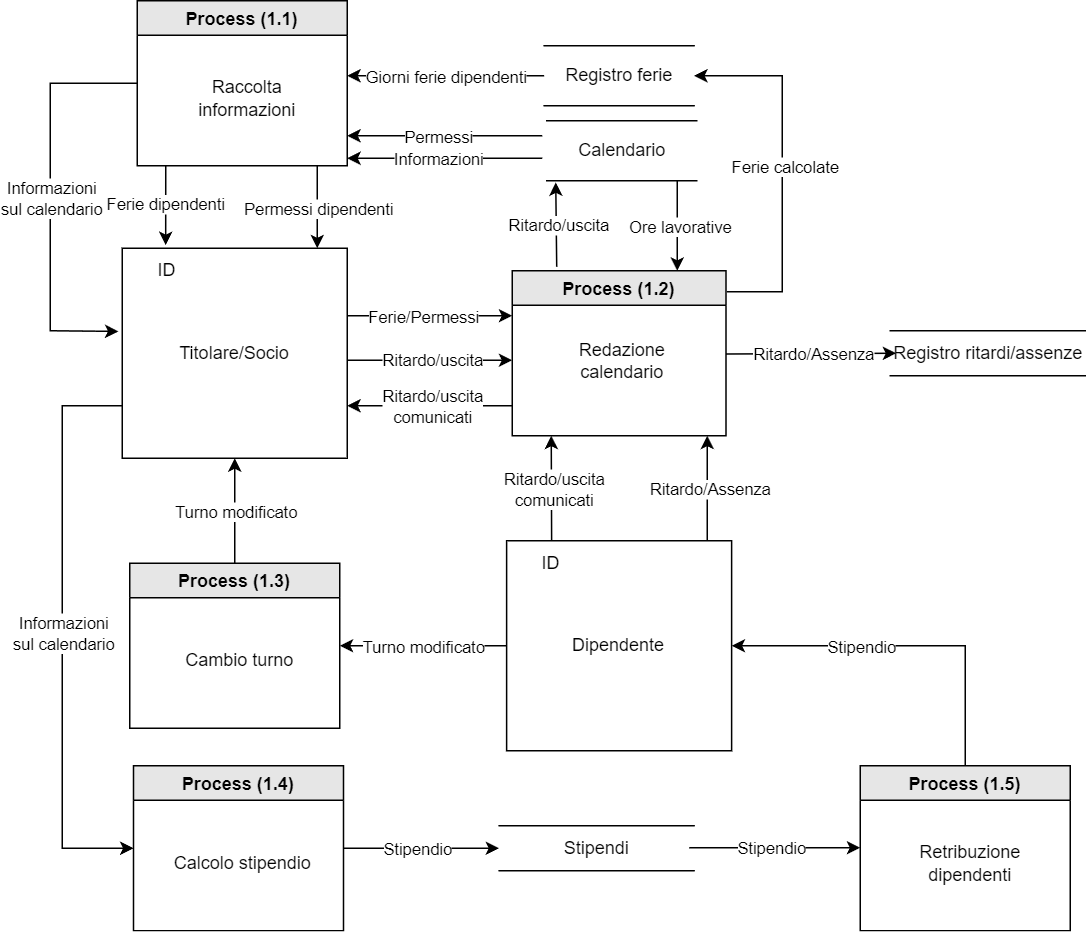 Process (1.1)
Raccolta
informazioni
Giorni ferie dipendenti
Registro ferie
Permessi
Informazioni
Calendario
Ferie calcolate
Informazioni
sul calendario
Ferie dipendenti
Permessi dipendenti
Ritardo/uscita
Ore lavorative
ID
Titolare/Socio
Process (1.2)
Redazione
calendario
Ferie/Permessi
Ritardo/uscita
Ritardo/uscita
comunicati
Ritardo/Assenza
Registro ritardi/assenze
Turno modificato
Ritardo/uscita
comunicati
Ritardo/Assenza
Process (1.3)
Cambio turno
ID
Dipendente
Turno modificato
Stipendio
Informazioni
sul calendario
Process (1.4)
Calcolo stipendio
Stipendio
Stipendi
Stipendio
Process (1.5)
Retribuzione
dipendenti